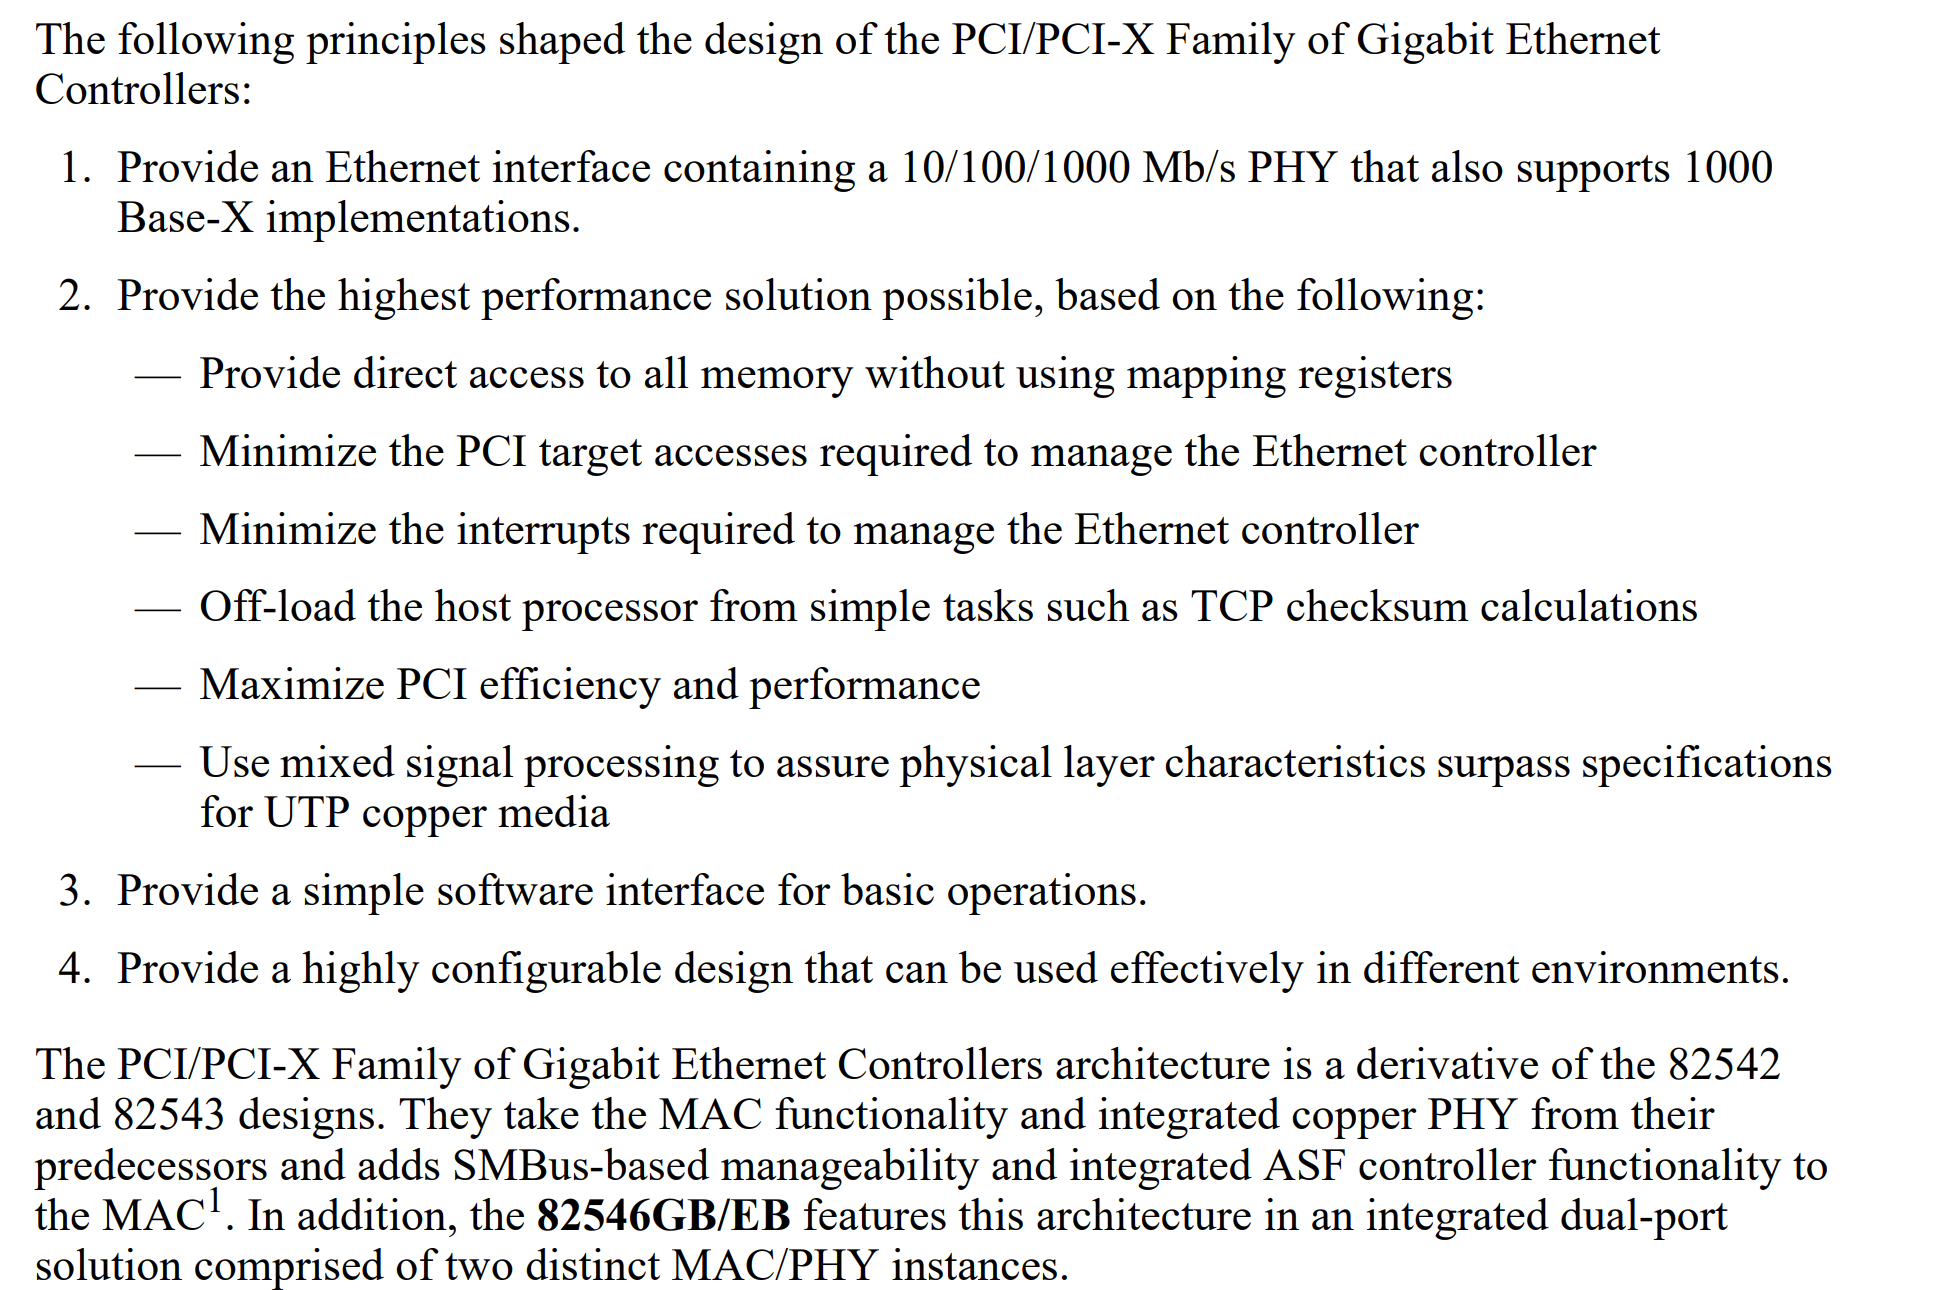 The following principles shaped the design of the PCI/PCI-X Family of Gigabit Ethernet
Controllers:
1. Provide an Ethernet interface containing a 10/100/1000 Mb/s PHY that also supports 1000
Base-X implementations.
2. Provide the highest performance solution possible, based on the following:
— Provide direct access to all memory without using mapping registers
— Minimize the PCI target accesses required to manage the Ethernet controller
— Minimize the interrupts required to manage the Ethernet controller
— Off-load the host processor from simple tasks such as TCP checksum calculations
— Maximize PCI efficiency and performance
— Use mixed signal processing to assure physical layer characteristics surpass specifications
for UTP copper media
3. Provide a simple software interface for basic operations.
4. Provide a highly configurable design that can be used effectively in different environments.
The PCI/PCI-X Family of Gigabit Ethernet Controllers architecture is a derivative of the 82542
and 82543 designs. They take the MAC functionality and integrated copper PHY from their
predecessors and adds SMBus-based manageability and integrated ASF controller functionality to
the MAC¹. In addition, the 82546GB/EB features this architecture in an integrated dual-port
solution comprised of two distinct MAC/PHY instances.